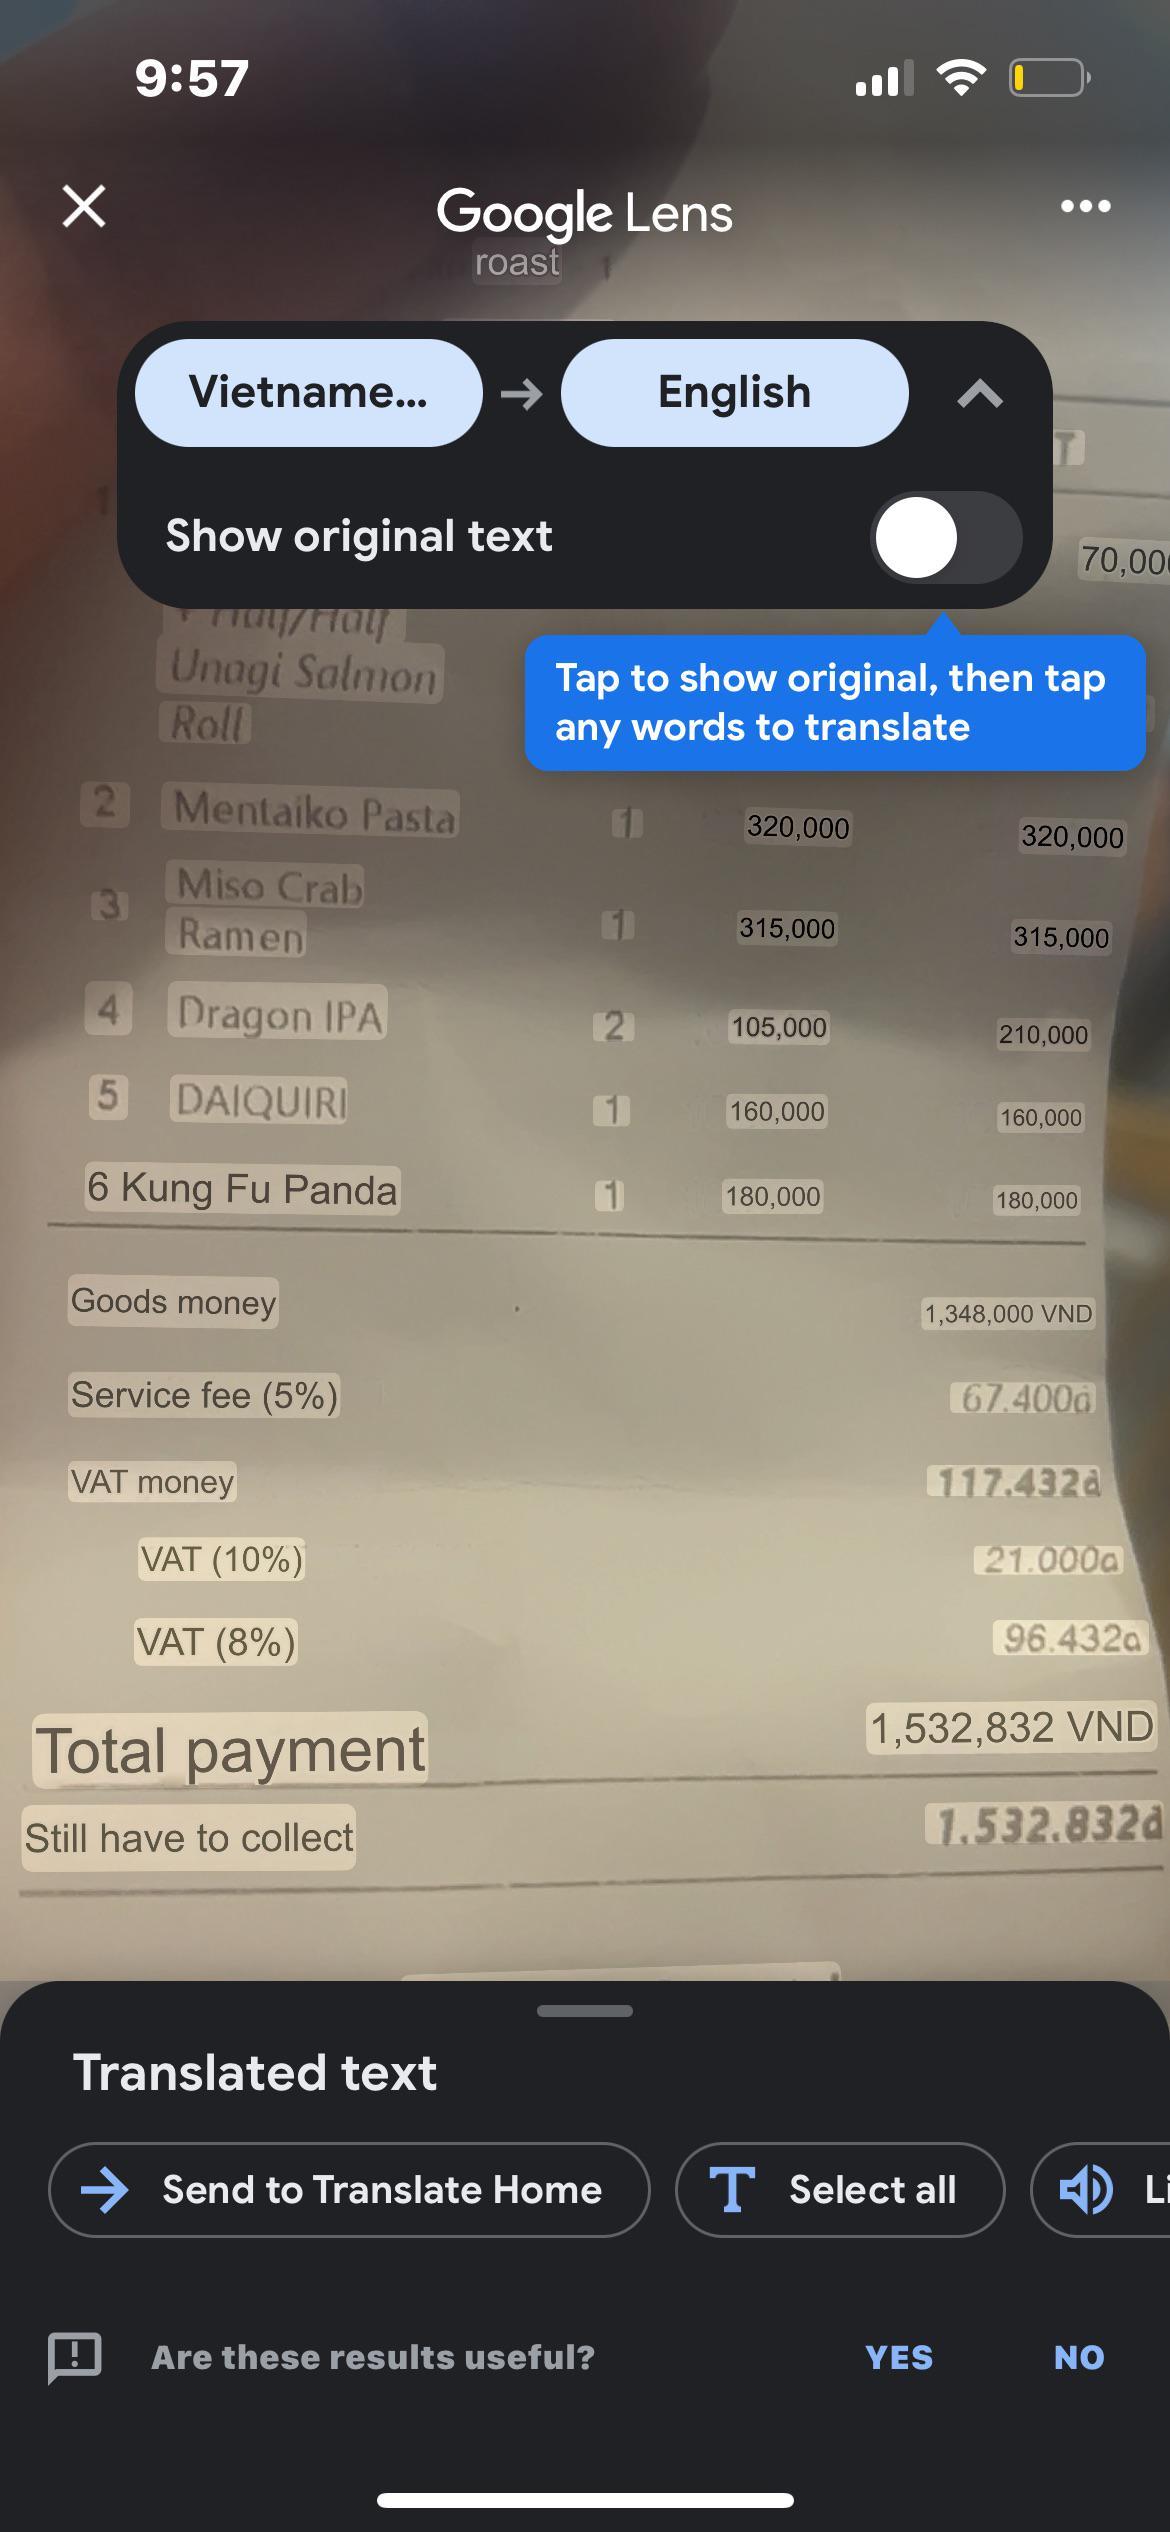 9:57
Google Lens
roast
Vietname... → English
T
1
Show original text
70,00
+ Half/Half
Unagi Salmon
Roll
Tap to show original, then tap
any words to translate
2 Mentaiko Pasta 1 320,000 320,000
3 Miso Crab
Ramen 1 315,000 315,000
4 Dragon IPA 2 105,000 210,000
5 DAIQUIRI 1 160,000 160,000
6 Kung Fu Panda 1 180,000 180,000
Goods money 1,348,000 VND
Service fee (5%) 67.400đ
VAT money 117.432đ
VAT (10%) 21.000đ
VAT (8%) 96.432đ
Total payment 1,532,832 VND
Still have to collect 1.532.832đ
Translated text
Send to Translate Home
Select all
Li
Are these results useful?
YES NO